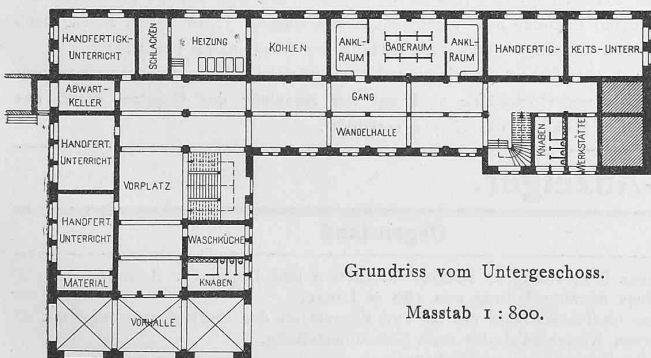 HANDFERTIGK-
UNTERRICHT
SCHLACKEN
HEIZUNG
KOHLEN
ANKL-
RAUM
BADERAUM
ANKL-
RAUM
HANDFERTIG-
KEITS-UNTERR.
ABWART-
KELLER
GANG
WANDELHALLE
HANDFERT.
UNTERRICHT
VORPLATZ
KNABEN
WERKSTÄTTE
HANDFERT.
UNTERRICHT
WASCHKÜCHE
MATERIAL
KNABEN
VORHALLE
Grundriss vom Untergeschoss.
Masstab 1 : 800.